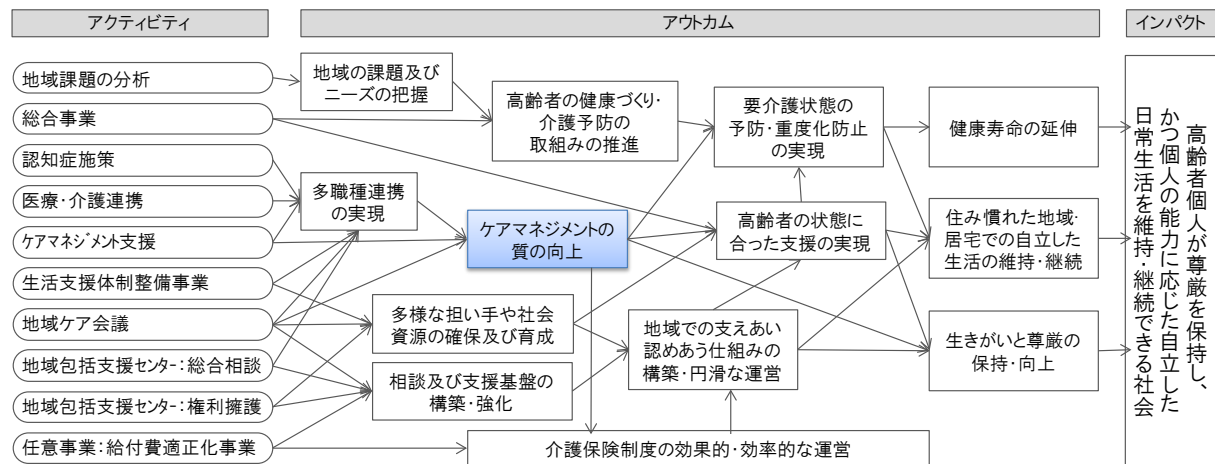 アクティビティ
アウトカム
インパクト
地域課題の分析
総合事業
認知症施策
医療・介護連携
ケアマネジメント支援
生活支援体制整備事業
地域ケア会議
地域包括支援センター:総合相談
地域包括支援センター:権利擁護
任意事業:給付費適正化事業
地域の課題及び
ニーズの把握
多職種連携
の実現
高齢者の健康づくり・
介護予防の
取組みの推進
ケアマネジメントの
質の向上
多様な担い手や社会
資源の確保及び育成
相談及び支援基盤の
構築・強化
要介護状態の
予防・重度化防止
の実現
高齢者の状態に
合った支援の実現
地域での支えあい
認めあう仕組みの
構築・円滑な運営
介護保険制度の効果的・効率的な運営
健康寿命の延伸
住み慣れた地域・
居宅での自立した
生活の維持・継続
生きがいと尊厳の
保持・向上
高齢者個人が尊厳を保持し、
かつ個人の能力に応じた自立した
日常生活を維持・継続できる社会